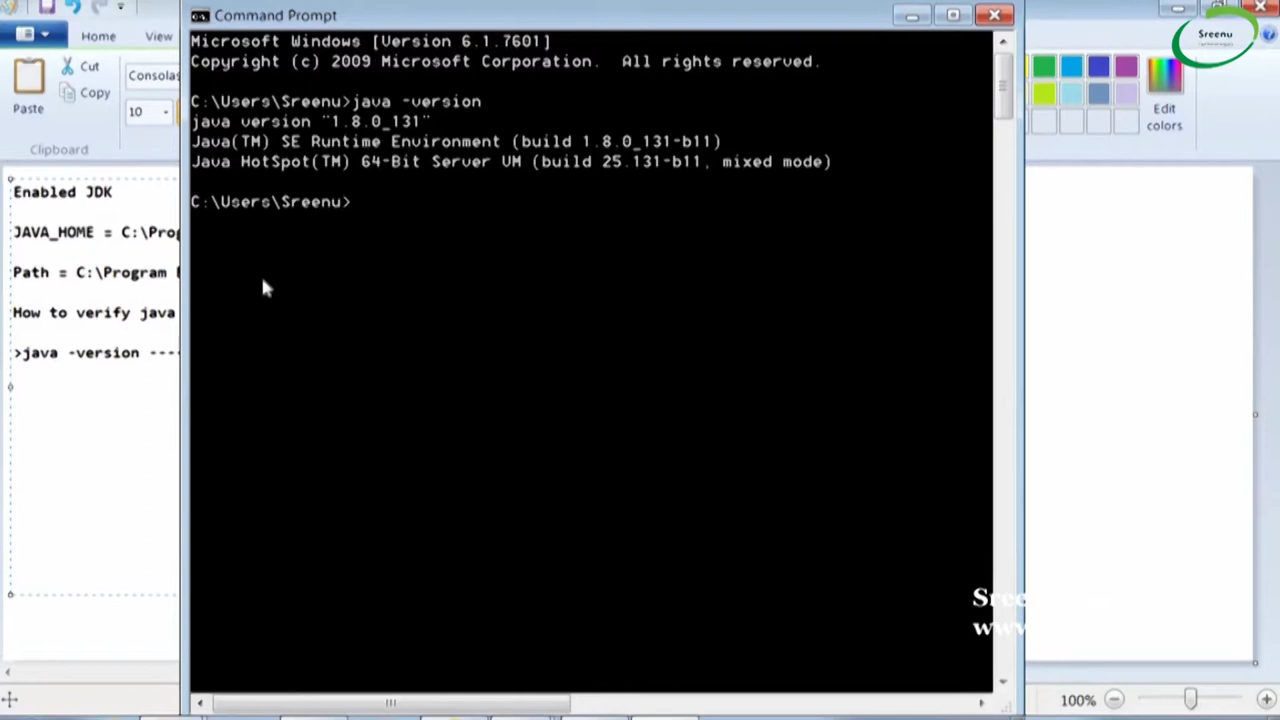 Command Prompt
Sreenu
Home
View
Cut
Copy
Paste
Clipboard
Consolas
10
Edit
colors
Microsoft Windows [Version 6.1.7601]
Copyright (c) 2009 Microsoft Corporation.  All rights reserved.
C:\Users\Sreenu>java -version
java version "1.8.0_131"
Java(TM) SE Runtime Environment (build 1.8.0_131-b11)
Java HotSpot(TM) 64-Bit Server VM (build 25.131-b11, mixed mode)
C:\Users\Sreenu>
Enabled JDK
JAVA_HOME = C:\Prog
Path = C:\Program
How to verify java
>java -version ----
Sree
www
100%